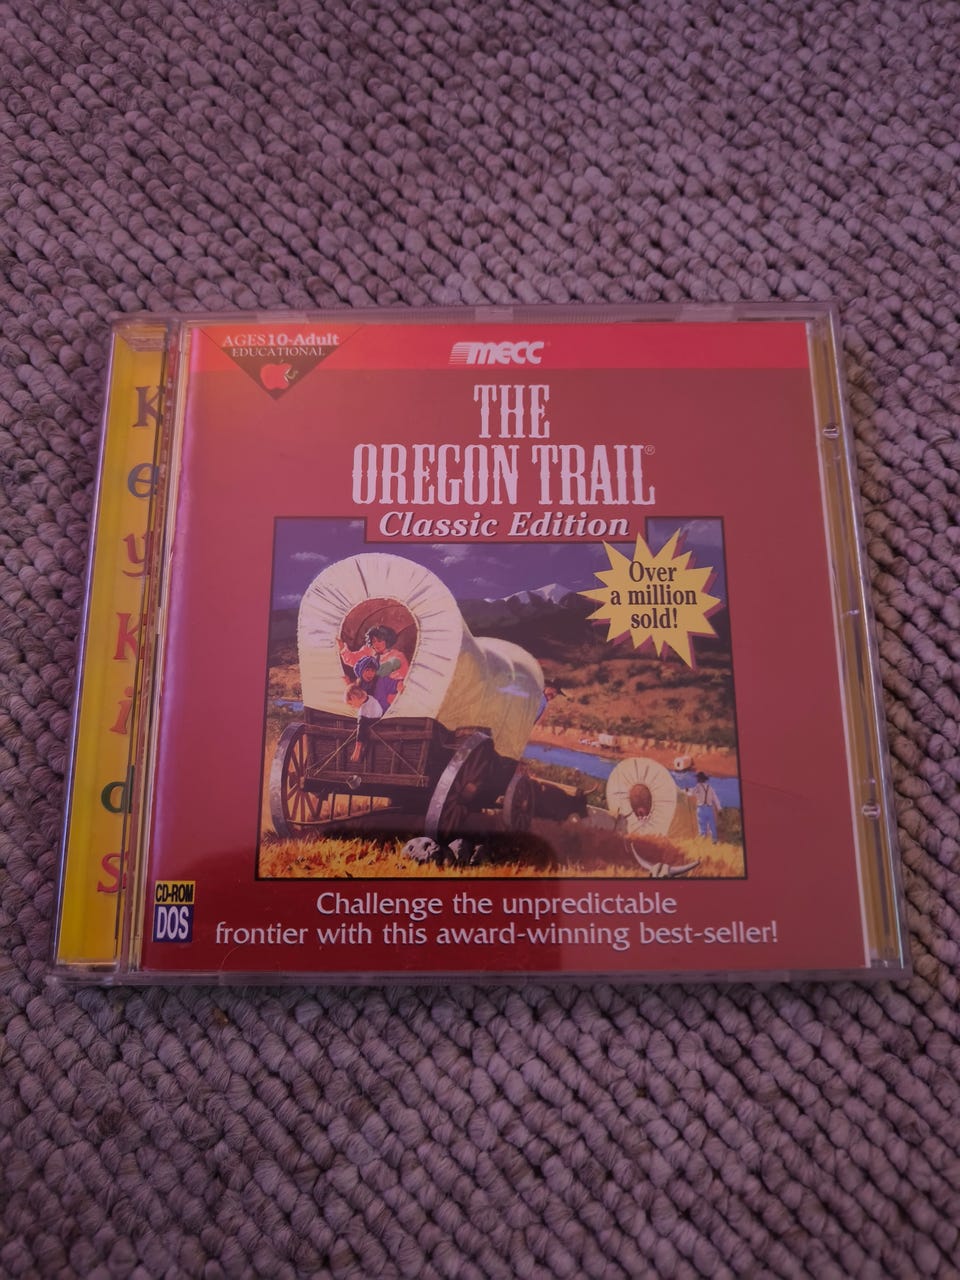 AGES 10-Adult
EDUCATIONAL
mecc
THE
OREGON TRAIL®
Classic Edition
Over
a million
sold!
KeyKids
CD-ROM
DOS
Challenge the unpredictable
frontier with this award-winning best-seller!